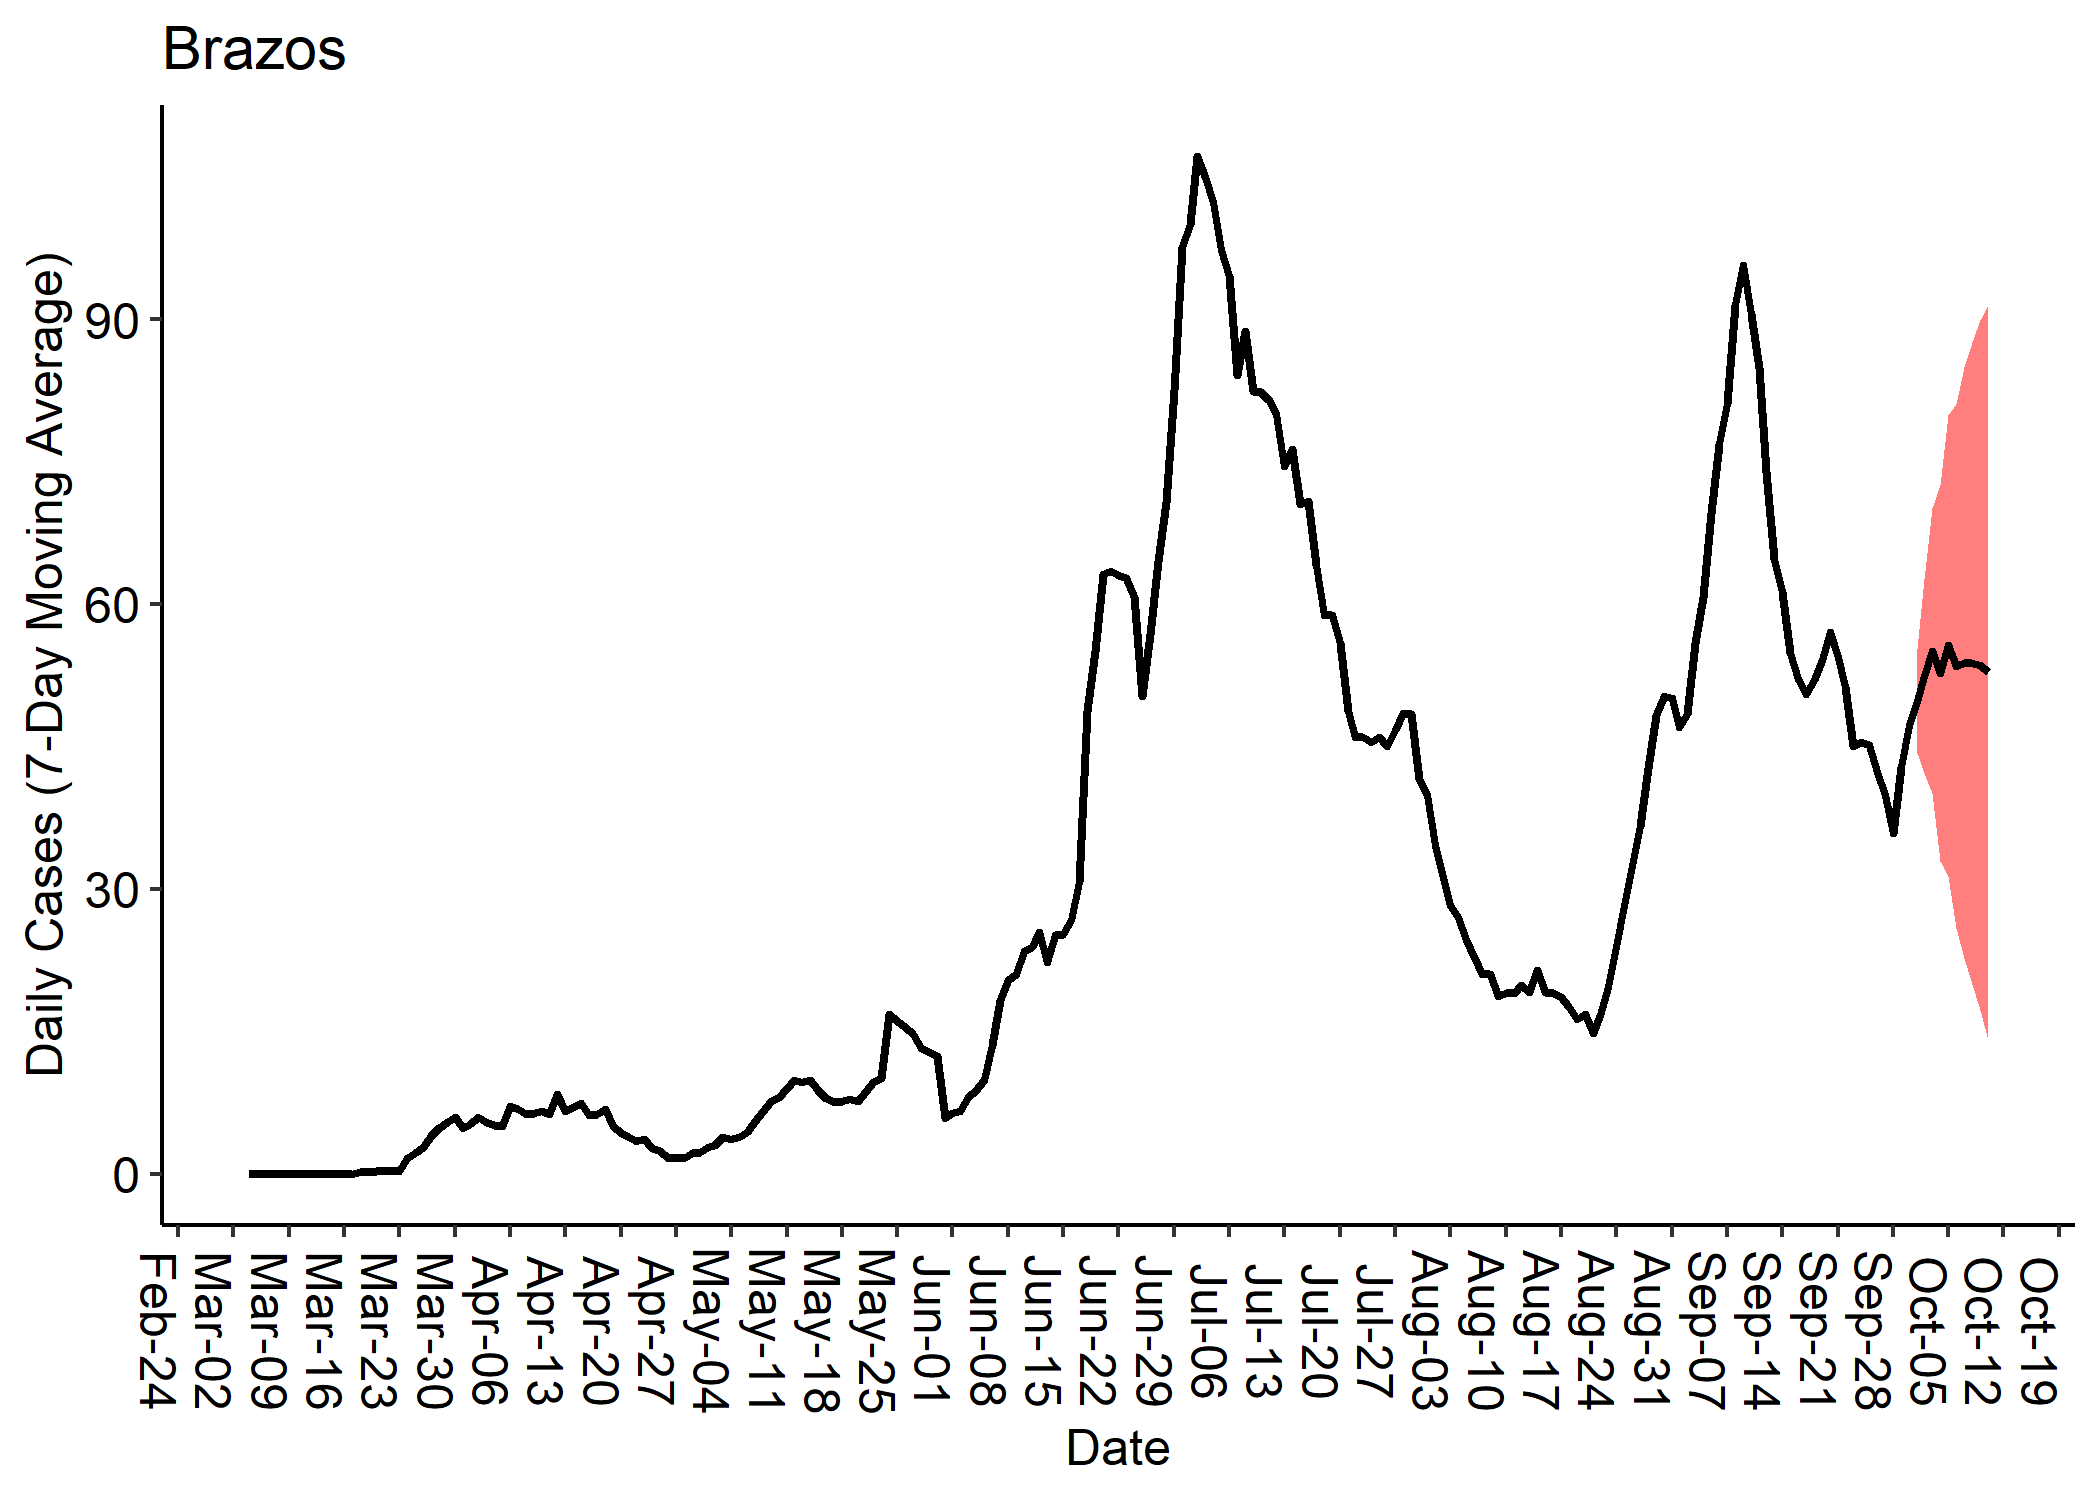 Brazos
Daily Cases (7-Day Moving Average)
90
60
30
0
Feb-24
Mar-02
Mar-09
Mar-16
Mar-23
Mar-30
Apr-06
Apr-13
Apr-20
Apr-27
May-04
May-11
May-18
May-25
Jun-01
Jun-08
Jun-15
Jun-22
Jun-29
Jul-06
Jul-13
Jul-20
Jul-27
Aug-03
Aug-10
Aug-17
Aug-24
Aug-31
Sep-07
Sep-14
Sep-21
Sep-28
Oct-05
Oct-12
Oct-19
Date